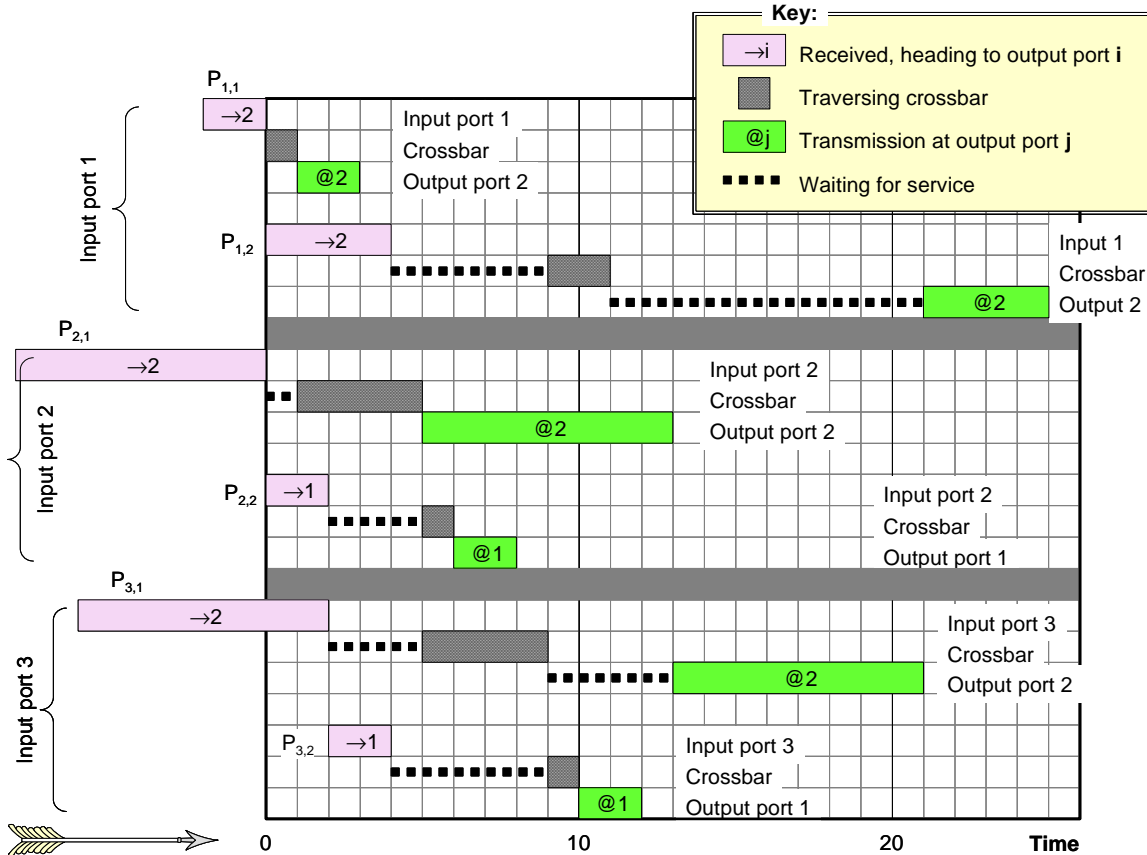 Key:
→i Received, heading to output port i
Traversing crossbar
@j Transmission at output port j
Waiting for service
Input port 1
P1,1
→2
Input port 1
Crossbar
@2 Output port 2
P1,2
→2
Input 1
Crossbar
@2 Output 2
Input port 2
P2,1
→2
Input port 2
Crossbar
@2 Output port 2
P2,2
→1
Input port 2
Crossbar
@1 Output port 1
Input port 3
P3,1
→2
Input port 3
Crossbar
@2 Output port 2
P3,2
→1
Input port 3
Crossbar
@1 Output port 1
0 10 20 Time